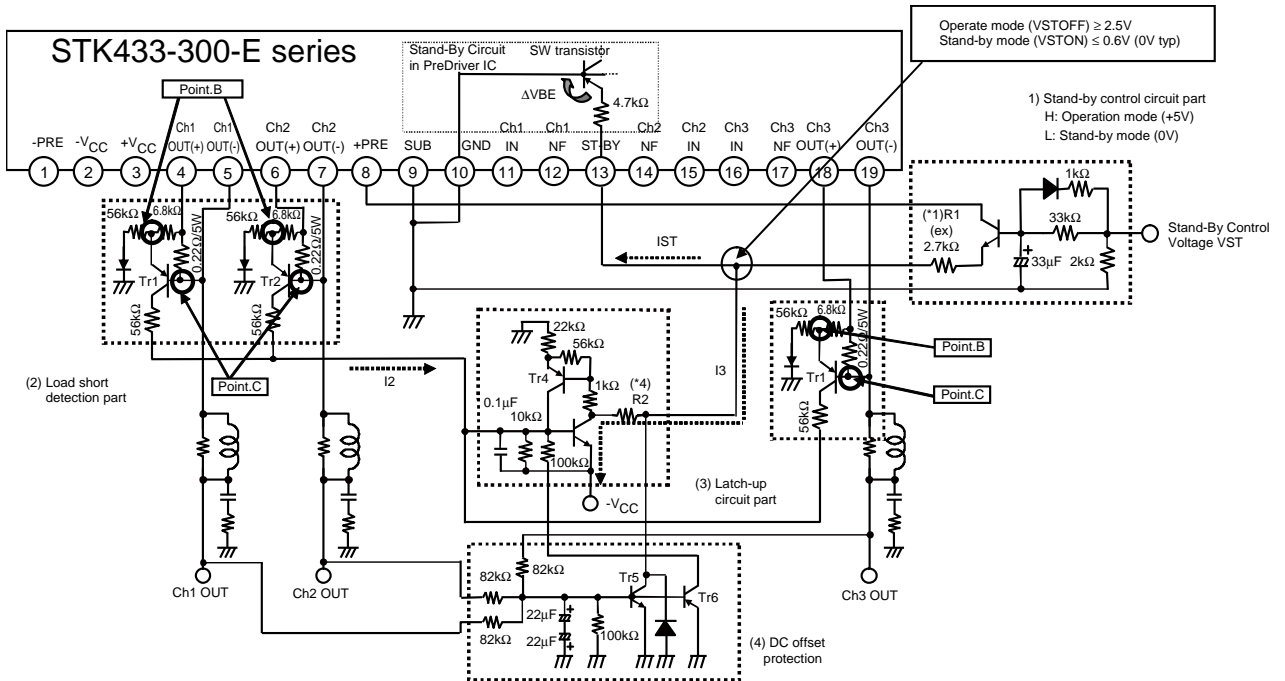 Operate mode (VSTOFF) ≥ 2.5V
Stand-by mode (VSTON) ≤ 0.6V (0V typ)
STK433-300-E series
Stand-By Circuit
in PreDriver IC
SW transistor
ΔVBE
4.7kΩ
Point.B
1) Stand-by control circuit part
H: Operation mode (+5V)
L: Stand-by mode (0V)
-PRE
-VCC
+VCC
Ch1
OUT(+)
Ch1
OUT(-)
Ch2
OUT(+)
Ch2
OUT(-)
+PRE
SUB
GND
Ch1
IN
Ch1
NF
ST-BY
Ch2
NF
Ch2
IN
Ch3
IN
Ch3
NF
Ch3
OUT(+)
Ch3
OUT(-)
1 2 3 4 5 6 7 8 9 10 11 12 13 14 15 16 17 18 19
56kΩ
6.8kΩ
0.22Ω/5W
Tr1
56kΩ
56kΩ
6.8kΩ
0.22Ω/5W
Tr2
56kΩ
IST
(*1)R1
(ex)
2.7kΩ
1kΩ
33kΩ
33μF
2kΩ
Stand-By Control
Voltage VST
(2) Load short
detection part
Point.C
I2
22kΩ
56kΩ
Tr4
1kΩ
(*4)
R2
0.1μF
10kΩ
100kΩ
I3
-VCC
(3) Latch-up
circuit part
56kΩ
6.8kΩ
0.22Ω/5W
Tr1
56kΩ
Point.B
Point.C
Ch1 OUT
Ch2 OUT
Ch3 OUT
82kΩ
82kΩ
82kΩ
22μF
22μF
100kΩ
Tr5
Tr6
(4) DC offset
protection